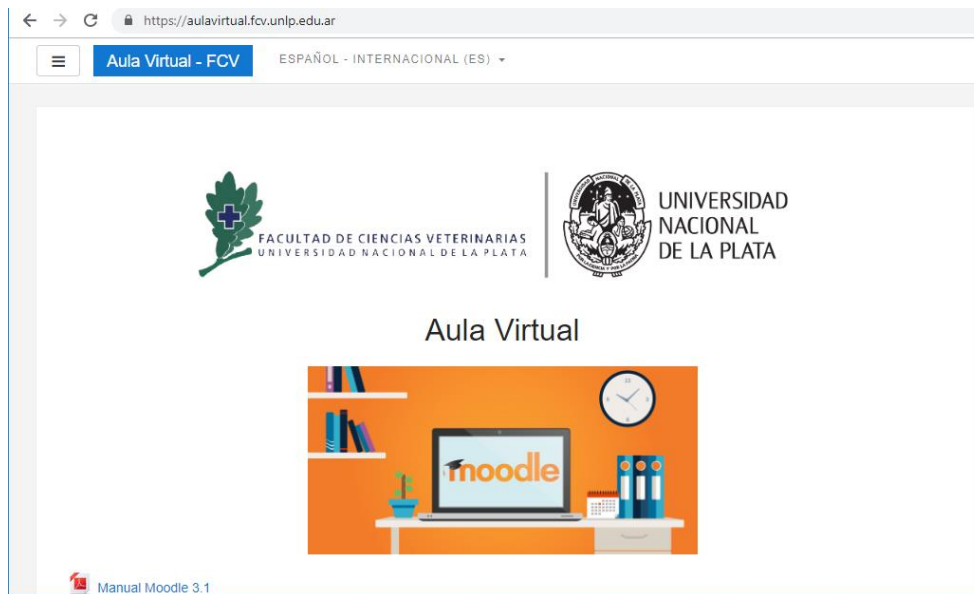 https://aulavirtual.fcv.unlp.edu.ar
Aula Virtual - FCV
ESPAÑOL - INTERNACIONAL (ES)
FACULTAD DE CIENCIAS VETERINARIAS
UNIVERSIDAD NACIONAL DE LA PLATA
UNIVERSIDAD
NACIONAL
DE LA PLATA
Aula Virtual
moodle
Manual Moodle 3.1